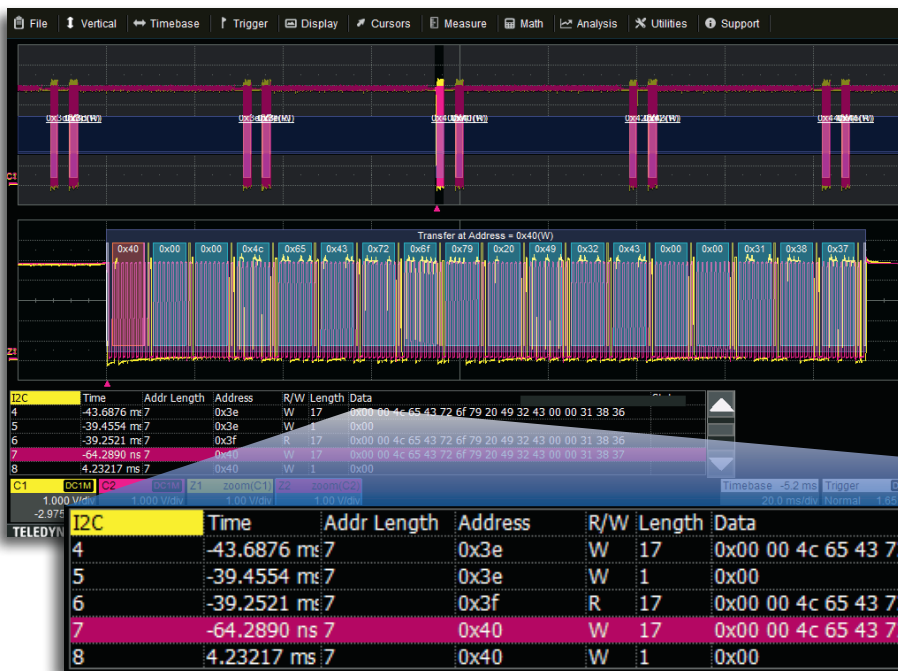 File Vertical Timebase Trigger Display Cursors Measure Math Analysis Utilities Support
C1
Transfer at Address = 0x40(W)
0x40 0x00 0x00 0x4c 0x65 0x43 0x72 0x6f 0x79 0x20 0x49 0x32 0x43 0x00 0x00 0x31 0x38 0x37
Z1
I2C Time Addr Length Address R/W Length Data
4 -43.6876 ms 7 0x3e W 17 0x00 00 4c 65 43 72 6f 79 20 49 32 43 00 00 31 38 36
5 -39.4554 ms 7 0x3e W 1 0x00
6 -39.2521 ms 7 0x3f R 17 0x00 00 4c 65 43 72 6f 79 20 49 32 43 00 00 31 38 36
7 -64.2890 ns 7 0x40 W 17 0x00 00 4c 65 43 72 6f 79 20 49 32 43 00 00 31 38 37
8 4.23217 ms 7 0x40 W 1 0x00
C1 DC1M C2 DC1M Z1 zoom(C1) Z2 zoom(C2) Timebase -5.2 ms Trigger
1.000 V/div 1.000 V/div 1.00 V/div 1.00 V/div 20.0 ms/div Normal 1.65
-2.975
TELEDYN
I2C Time Addr Length Address R/W Length Data
4 -43.6876 ms 7 0x3e W 17 0x00 00 4c 65 43 7
5 -39.4554 ms 7 0x3e W 1 0x00
6 -39.2521 ms 7 0x3f R 17 0x00 00 4c 65 43 7
7 -64.2890 ns 7 0x40 W 17 0x00 00 4c 65 43 7
8 4.23217 ms 7 0x40 W 1 0x00